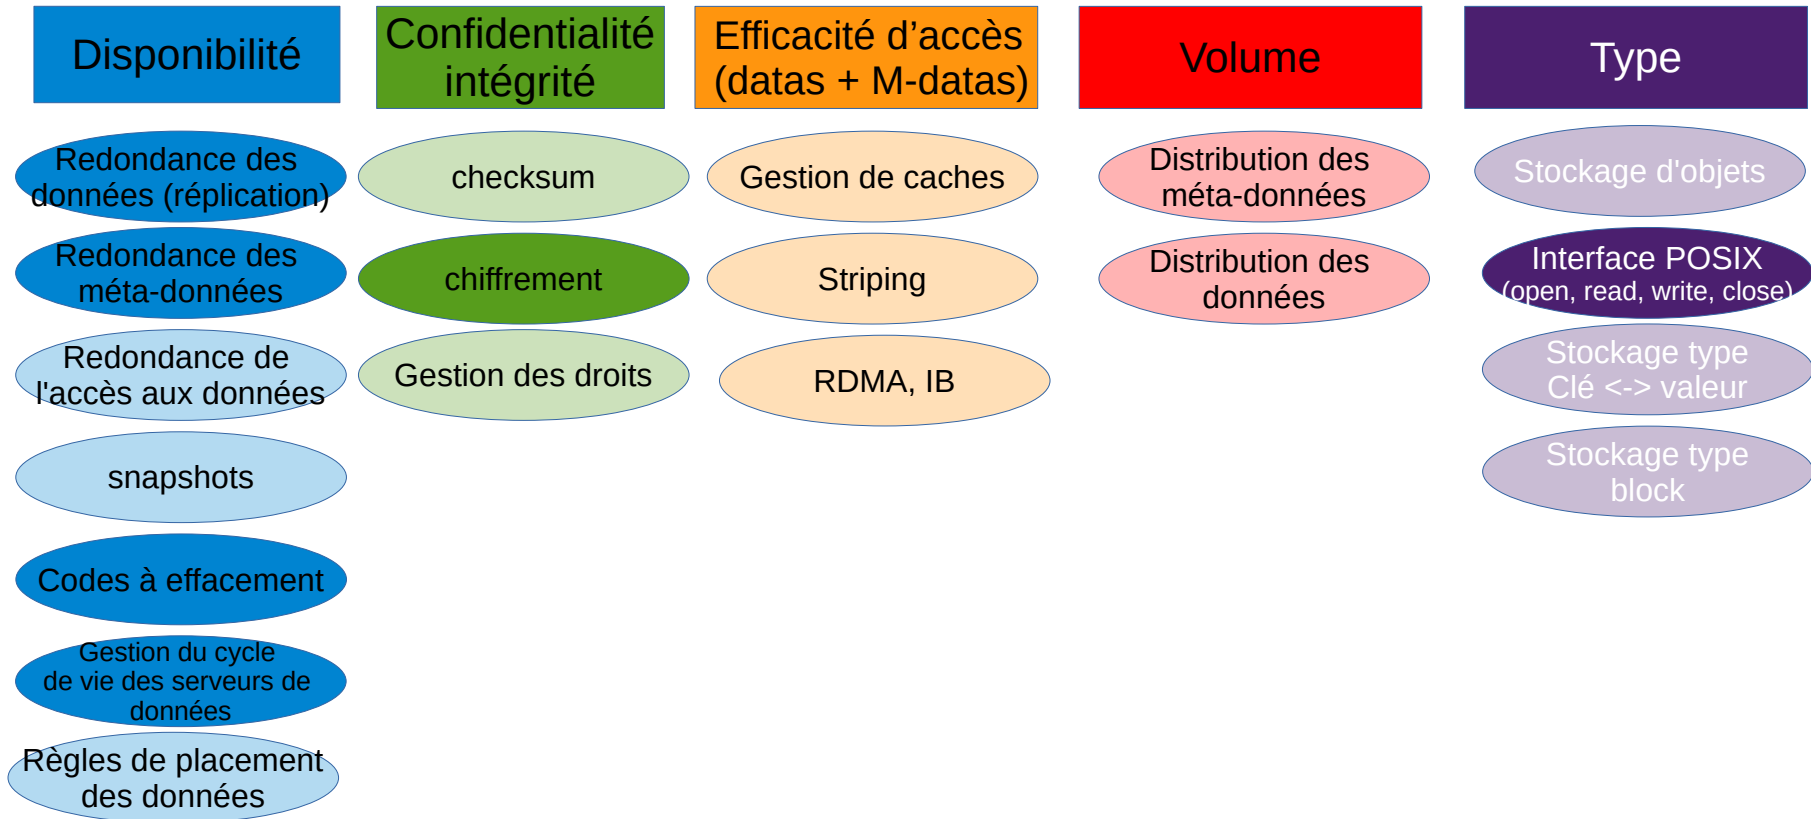 Disponibilité
Redondance des
données (réplication)
Redondance des
méta-données
Redondance de
l'accès aux données
snapshots
Codes à effacement
Gestion du cycle
de vie des serveurs de
données
Règles de placement
des données
Confidentialité
intégrité
checksum
chiffrement
Gestion des droits
Efficacité d’accès
(datas + M-datas)
Gestion de caches
Striping
RDMA, IB
Volume
Distribution des
méta-données
Distribution des
données
Type
Stockage d'objets
Interface POSIX
(open, read, write, close)
Stockage type
Clé <-> valeur
Stockage type
block